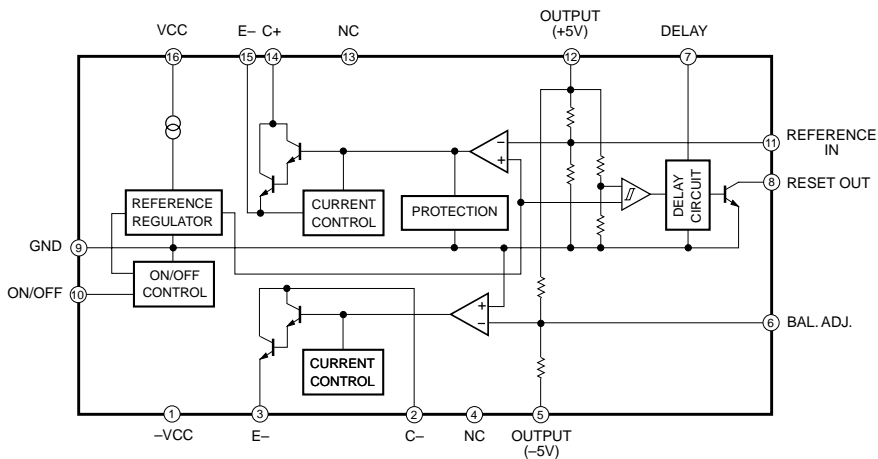 OUTPUT
(+5V)
VCC
E– C+
NC
DELAY
16
15
14
13
12
7
REFERENCE
IN
11
–
+
RESET OUT
8
REFERENCE
REGULATOR
CURRENT
CONTROL
PROTECTION
DELAY
CIRCUIT
GND
9
ON/OFF
10
ON/OFF
CONTROL
+
–
6
BAL. ADJ.
CURRENT
CONTROL
1
3
2
4
5
–VCC
E–
C–
NC
OUTPUT
(–5V)